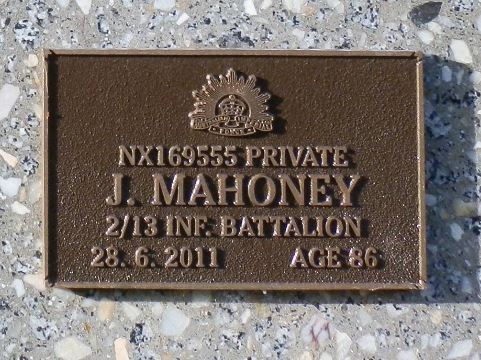 NX169555 PRIVATE
J. MAHONEY
2/13 INF. BATTALION
28. 6. 2011 AGE 86